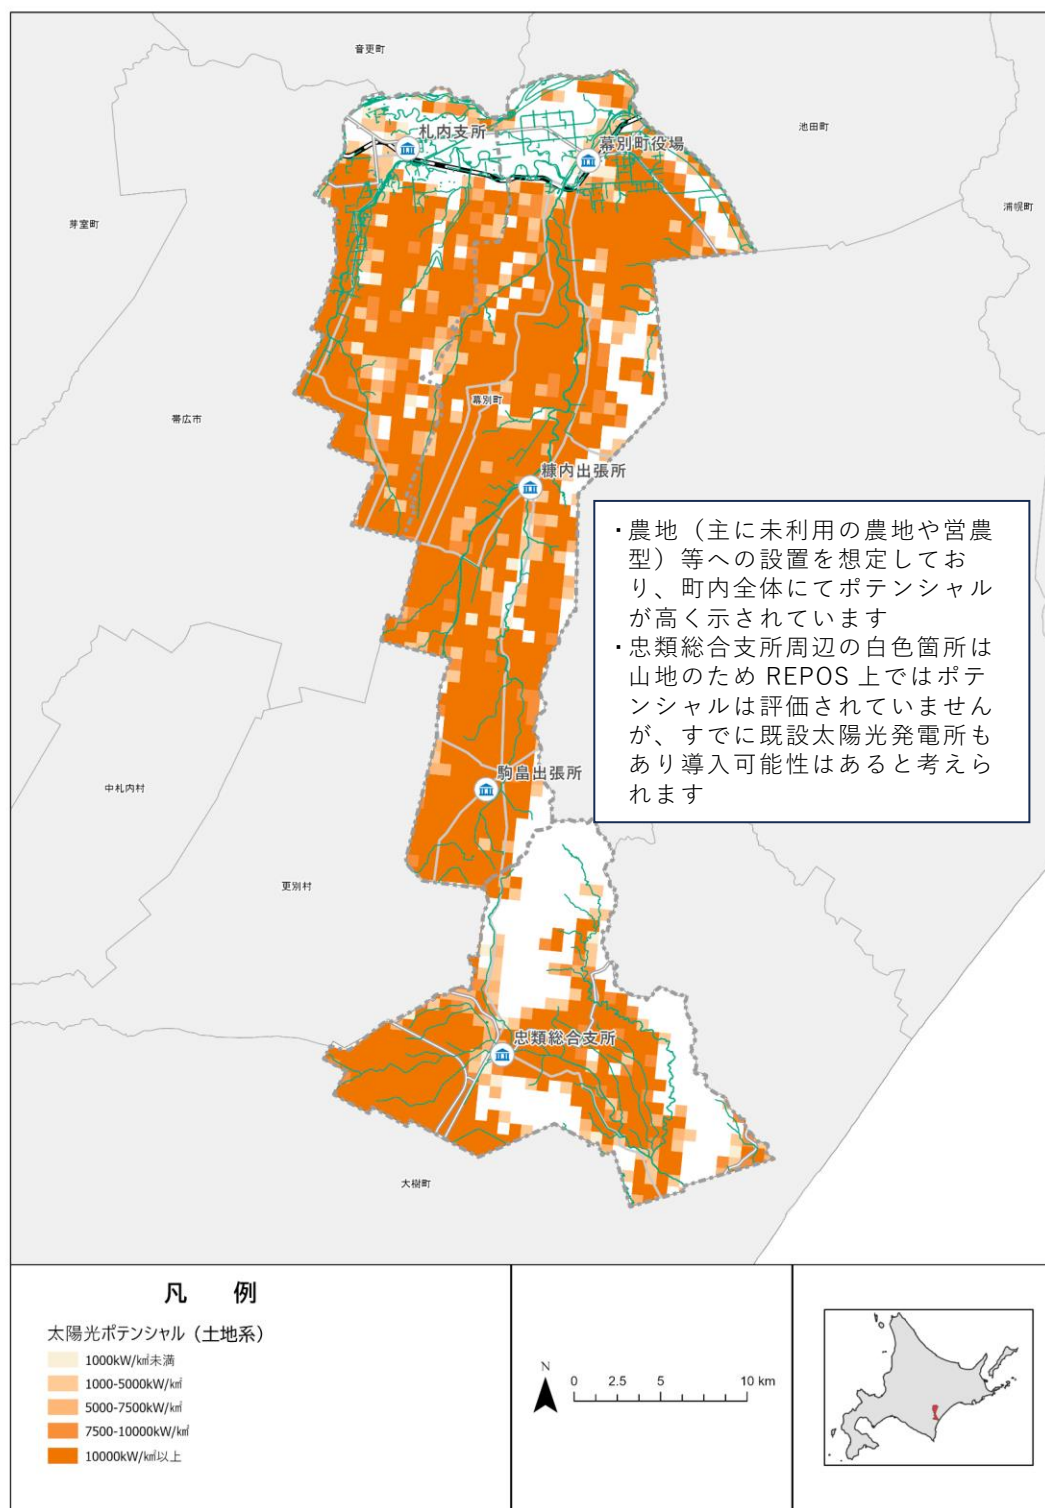 音更町
札内支所
幕別町役場
池田町
浦幌町
芽室町
帯広市
幕別町
糠内出張所
・農地（主に未利用の農地や営農
型）等への設置を想定してお
り、町内全体にてポテンシャル
が高く示されています
・忠類総合支所周辺の白色箇所は
山地のため REPOS 上ではポテ
ンシャルは評価されていません
が、すでに既設太陽光発電所も
あり導入可能性はあると考えら
れます
駒畠出張所
中札内村
更別村
忠類総合支所
大樹町
凡 例
太陽光ポテンシャル（土地系）
1000kW/k㎡未満
1000-5000kW/k㎡
5000-7500kW/k㎡
7500-10000kW/k㎡
10000kW/k㎡以上
N
0 2.5 5 10 km